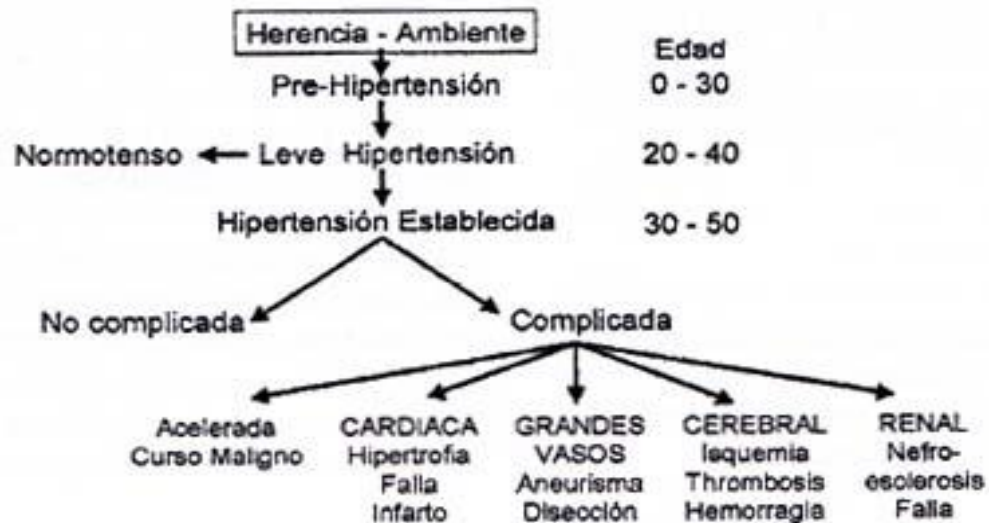 Herencia - Ambiente
Edad
Pre-Hipertensión
0 - 30
Normotenso
Leve Hipertensión
20 - 40
Hipertensión Establecida
30 - 50
No complicada
Complicada
Acelerada
Curso Maligno
CARDIACA
Hipertrofia
Falla
Infarto
GRANDES
VASOS
Aneurisma
Disección
CEREBRAL
Isquemia
Thrombosis
Hemorragia
RENAL
Nefro-
esclerosis
Falla